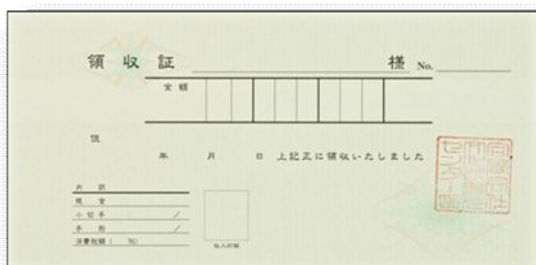 領収証 様 No.
金額
但
年 月 日 上記正に領収いたしました
内訳
現金
小切手 /
手形 /
消費税額( %)
収入印紙